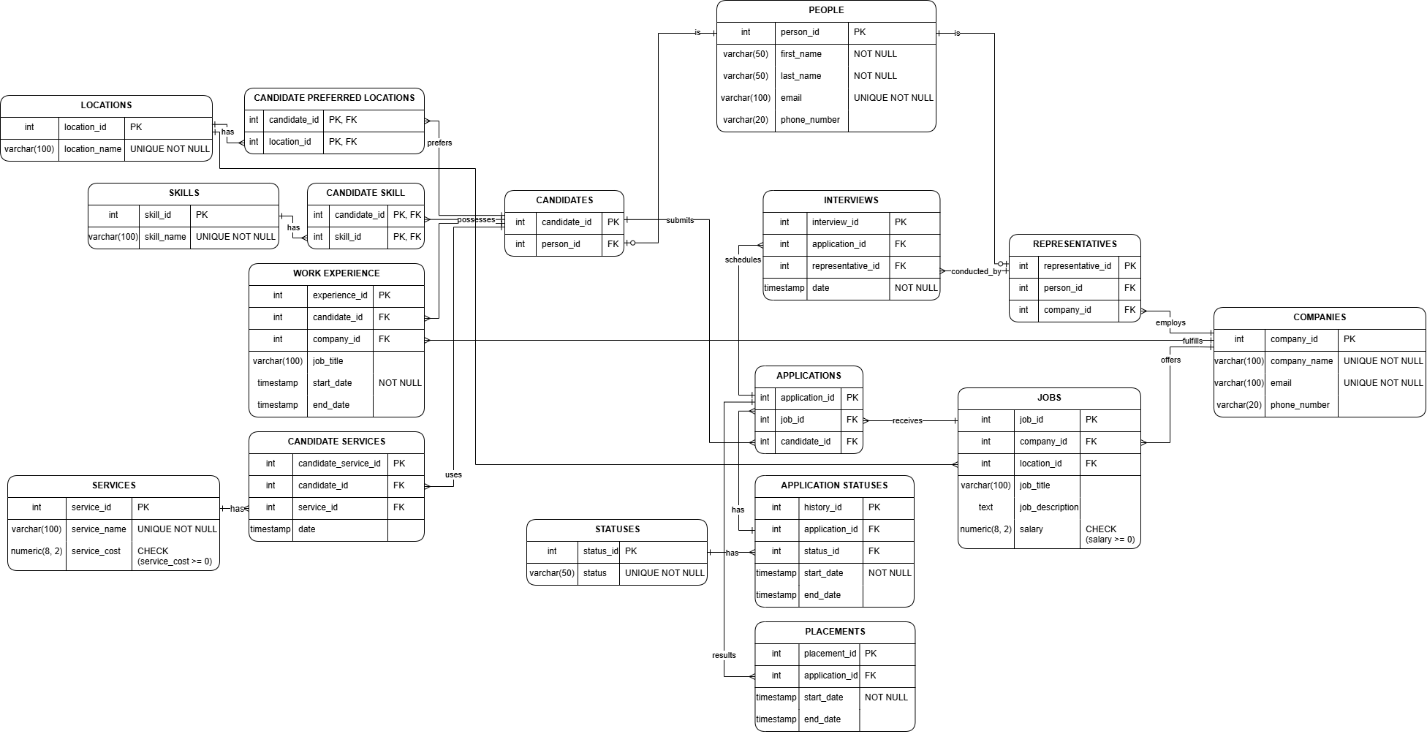 PEOPLE
int person_id PK
varchar(50) first_name NOT NULL
varchar(50) last_name NOT NULL
varchar(100) email UNIQUE NOT NULL
varchar(20) phone_number
is
is
LOCATIONS
int location_id PK
varchar(100) location_name UNIQUE NOT NULL
has
CANDIDATE PREFERRED LOCATIONS
int candidate_id PK, FK
int location_id PK, FK
prefers
SKILLS
int skill_id PK
varchar(100) skill_name UNIQUE NOT NULL
has
CANDIDATE SKILL
int candidate_id PK, FK
int skill_id PK, FK
possesses
CANDIDATES
int candidate_id PK
int person_id FK
submits
INTERVIEWS
int interview_id PK
int application_id FK
int representative_id FK
timestamp date NOT NULL
schedules
conducted_by
REPRESENTATIVES
int representative_id PK
int person_id FK
int company_id FK
employs
WORK EXPERIENCE
int experience_id PK
int candidate_id FK
int company_id FK
varchar(100) job_title
timestamp start_date NOT NULL
timestamp end_date
fulfills
offers
COMPANIES
int company_id PK
varchar(100) company_name UNIQUE NOT NULL
varchar(100) email UNIQUE NOT NULL
varchar(20) phone_number
APPLICATIONS
int application_id PK
int job_id FK
int candidate_id FK
receives
JOBS
int job_id PK
int company_id FK
int location_id FK
varchar(100) job_title
text job_description
numeric(8, 2) salary CHECK
(salary >= 0)
CANDIDATE SERVICES
int candidate_service_id PK
int candidate_id FK
int service_id FK
timestamp date
uses
SERVICES
int service_id PK
varchar(100) service_name UNIQUE NOT NULL
numeric(8, 2) service_cost CHECK
(service_cost >= 0)
has
APPLICATION STATUSES
int history_id PK
int application_id FK
int status_id FK
timestamp start_date NOT NULL
timestamp end_date
has
STATUSES
int status_id PK
varchar(50) status UNIQUE NOT NULL
has
PLACEMENTS
int placement_id PK
int application_id FK
timestamp start_date NOT NULL
timestamp end_date
results